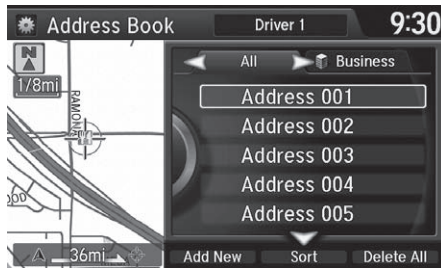 Address Book
Driver 1
9:30
N
1/8mi
All
Business
RAMONA
Address 001
Address 002
Address 003
Address 004
Address 005
36mi
Add New
Sort
Delete All